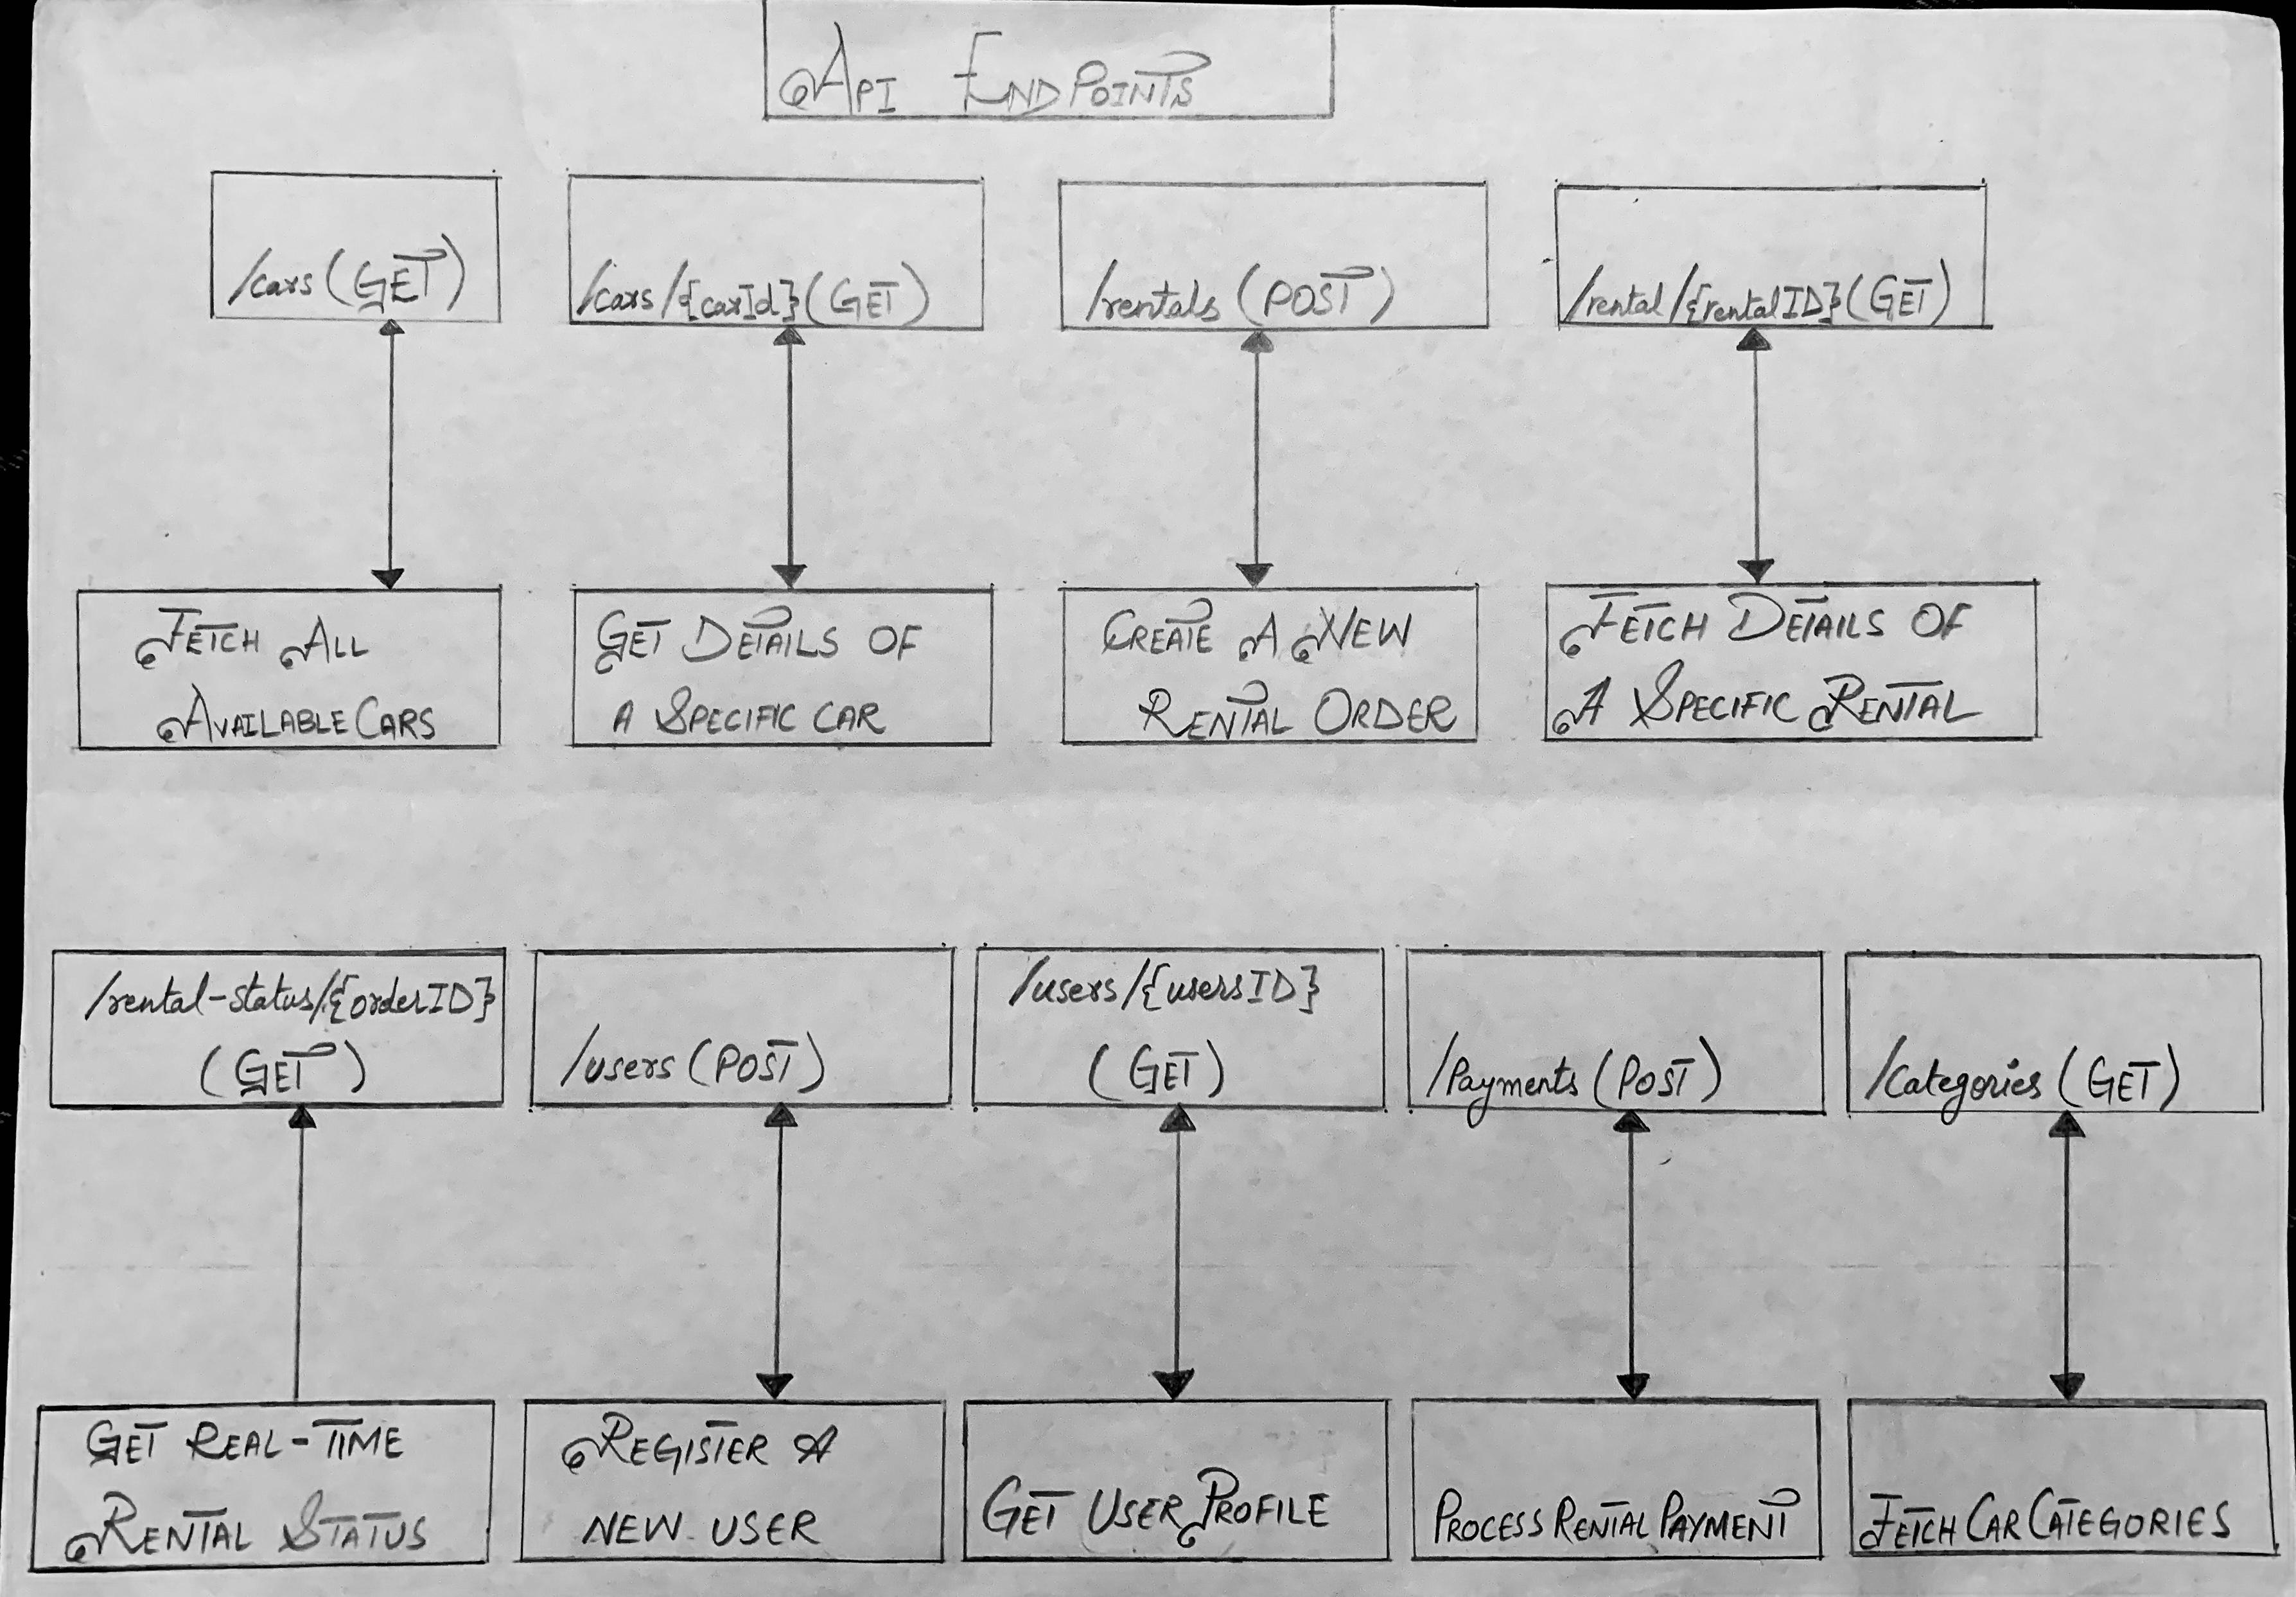 API ENDPOINTS
/cars (GET)
/cars/{carId} (GET)
/rentals (POST)
/rental/{rentalID} (GET)
FETCH ALL
AVAILABLE CARS
GET DETAILS OF
A SPECIFIC CAR
CREATE A NEW
RENTAL ORDER
FETCH DETAILS OF
A SPECIFIC RENTAL
/rental-status/{orderID}
(GET)
/users (POST)
/users/{usersID}
(GET)
/Payments (POST)
/Categories (GET)
GET REAL-TIME
RENTAL STATUS
REGISTER A
NEW USER
GET USER PROFILE
PROCESS RENTAL PAYMENT
FETCH CAR CATEGORIES